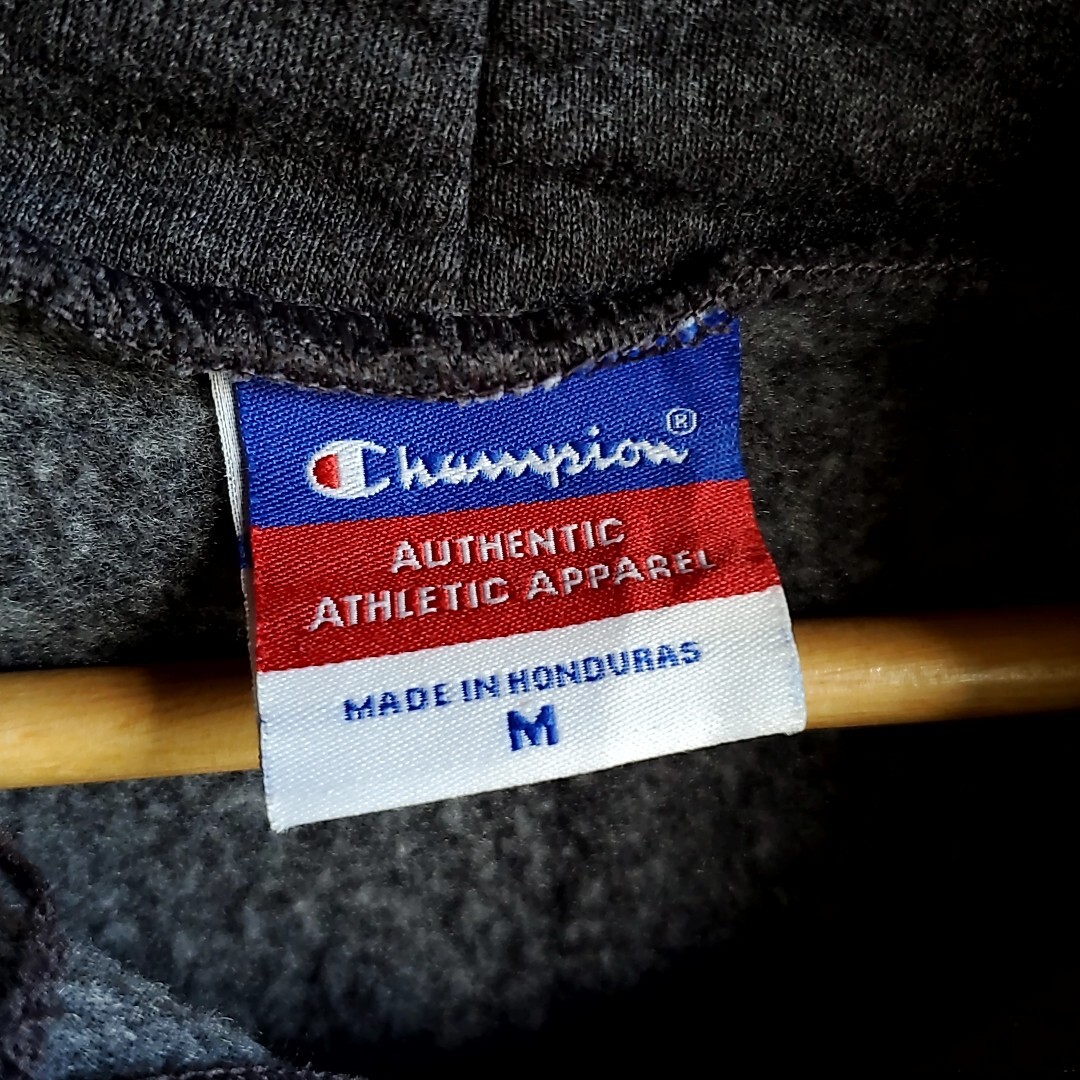 Champion®
AUTHENTIC
ATHLETIC APPAREL
MADE IN HONDURAS
M